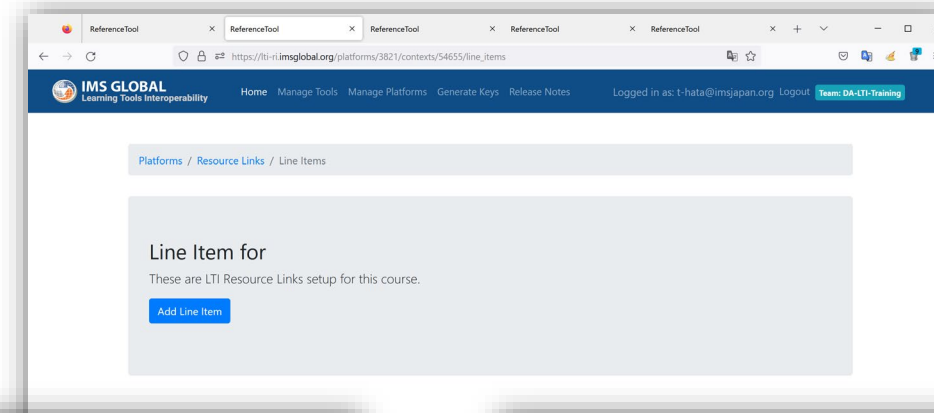 ReferenceTool ReferenceTool ReferenceTool ReferenceTool ReferenceTool
https://lti-ri.imsglobal.org/platforms/3821/contexts/54655/line_items
IMS GLOBAL
Learning Tools Interoperability
Home Manage Tools Manage Platforms Generate Keys Release Notes Logged in as: t-hata@imsjapan.org Logout Team: DA-LTI-Training
Platforms / Resource Links / Line Items
Line Item for
These are LTI Resource Links setup for this course.
Add Line Item